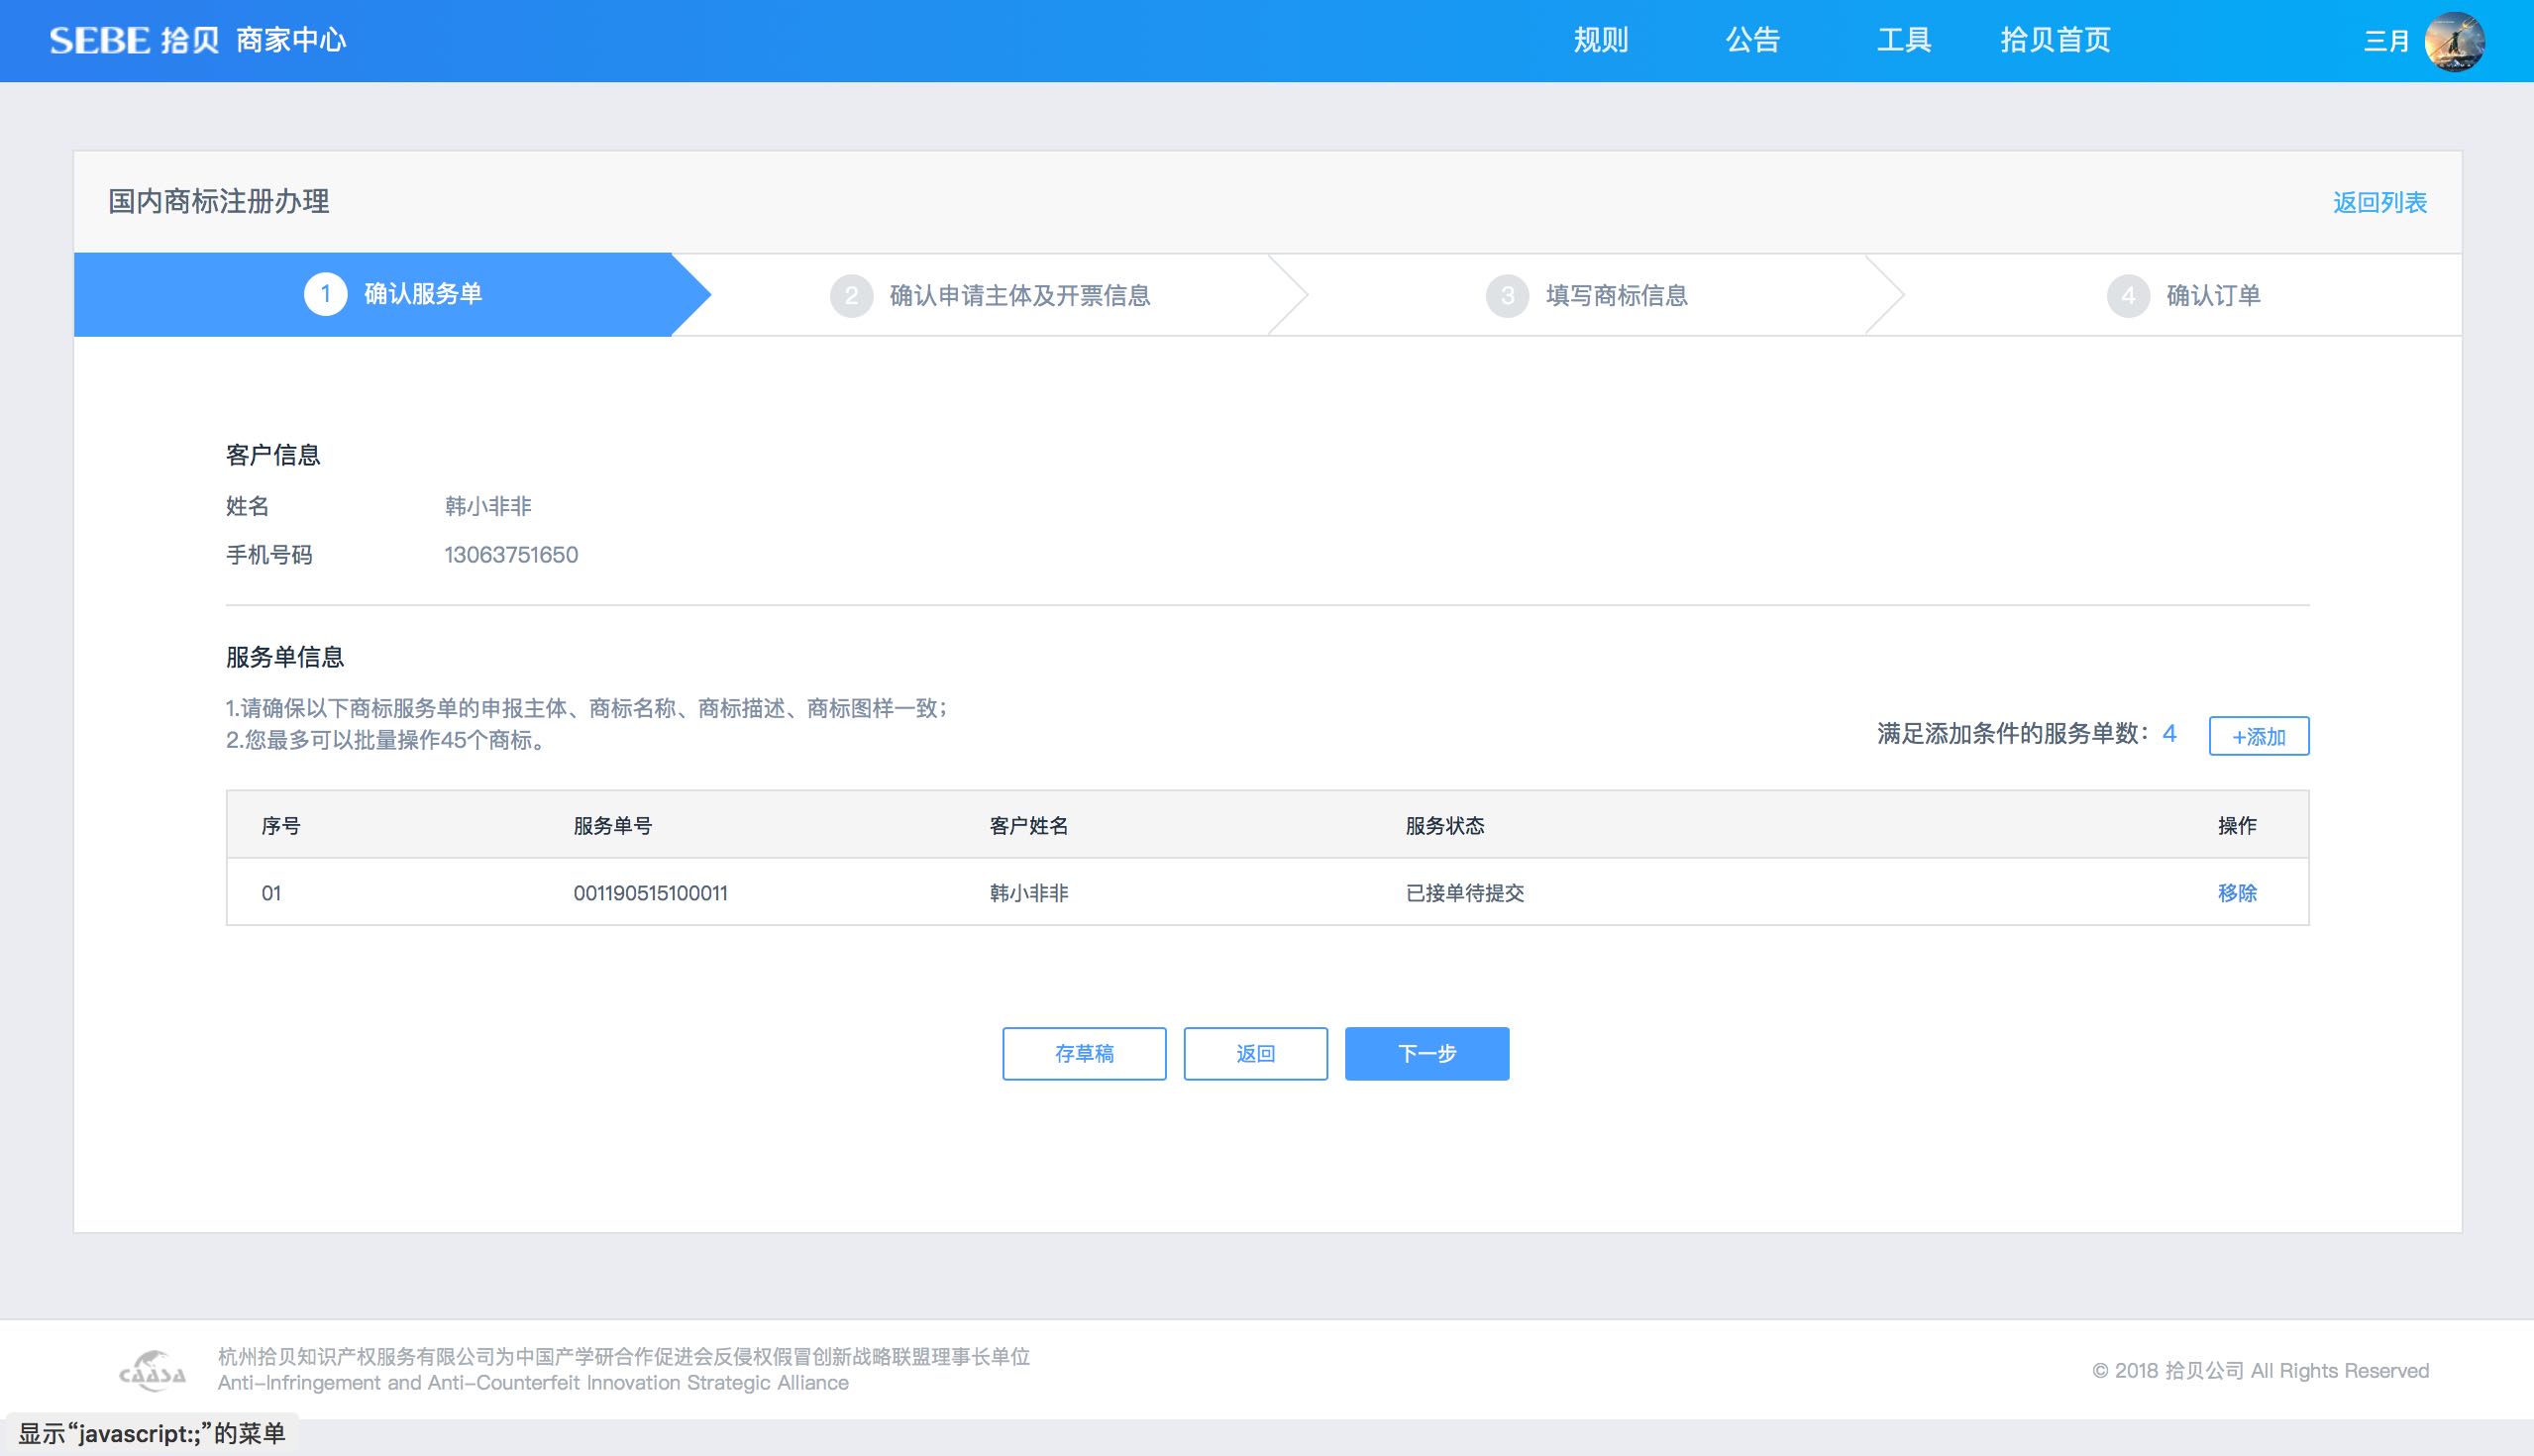 SEBE 拾贝 商家中心 规则 公告 工具 拾贝首页 三月
国内商标注册办理 返回列表
1 确认服务单 2 确认申请主体及开票信息 3 填写商标信息 4 确认订单
客户信息
姓名 韩小非非
手机号码 13063751650
服务单信息
1.请确保以下商标服务单的申报主体、商标名称、商标描述、商标图样一致；
2.您最多可以批量操作45个商标。
满足添加条件的服务单数：4 +添加
序号 服务单号 客户姓名 服务状态 操作
01 001190515100011 韩小非非 已接单待提交 移除
存草稿 返回 下一步
CAASA
杭州拾贝知识产权服务有限公司为中国产学研合作促进会反侵权假冒创新战略联盟理事长单位
Anti-Infringement and Anti-Counterfeit Innovation Strategic Alliance
© 2018 拾贝公司 All Rights Reserved
显示“javascript:;”的菜单